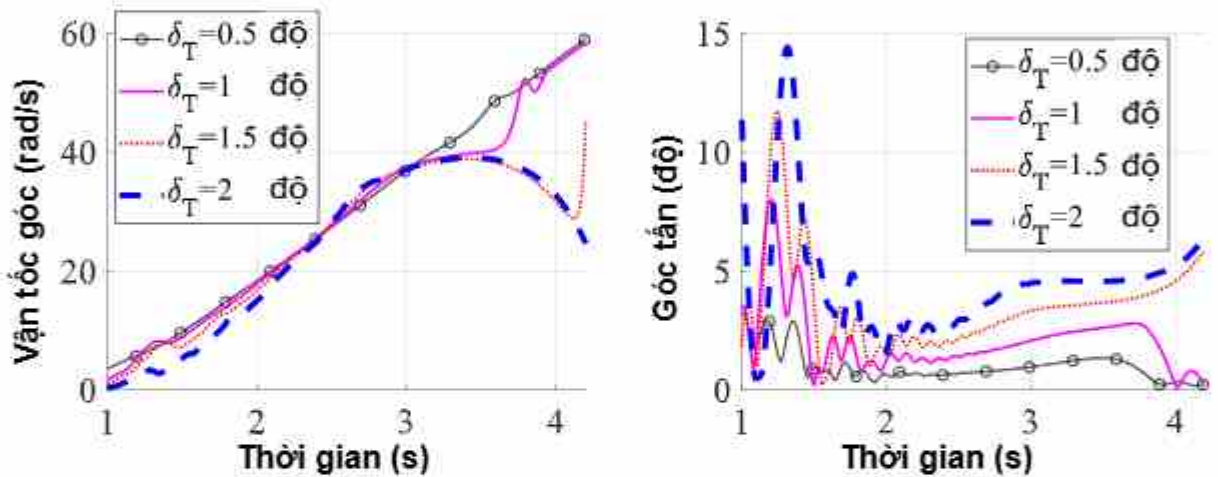 60
40
20
0
1
2
3
4
Vận tốc góc (rad/s)
Thời gian (s)
δT=0.5 độ
δT=1 độ
δT=1.5 độ
δT=2 độ
15
10
5
0
1
2
3
4
Góc tấn (độ)
Thời gian (s)
δT=0.5 độ
δT=1 độ
δT=1.5 độ
δT=2 độ